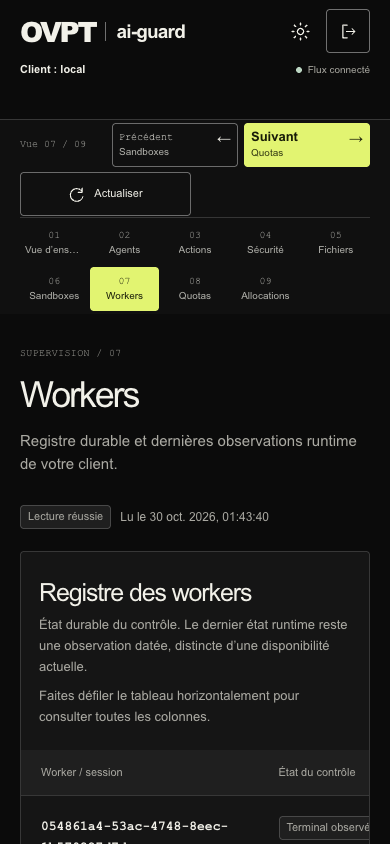 OVPT ai-guard
Client : local
Flux connecté
Vue 07 / 09
Précédent ←
Sandboxes
Suivant →
Quotas
Actualiser
01 02 03 04 05
Vue d'ens… Agents Actions Sécurité Fichiers
06 07 08 09
Sandboxes Workers Quotas Allocations
SUPERVISION / 07
Workers
Registre durable et dernières observations runtime
de votre client.
Lecture réussie Lu le 30 oct. 2026, 01:43:40
Registre des workers
État durable du contrôle. Le dernier état runtime reste
une observation datée, distincte d'une disponibilité
actuelle.
Faites défiler le tableau horizontalement pour
consulter toutes les colonnes.
Worker / session État du contrôle
054861a4-53ac-4748-8eec- Terminal observé